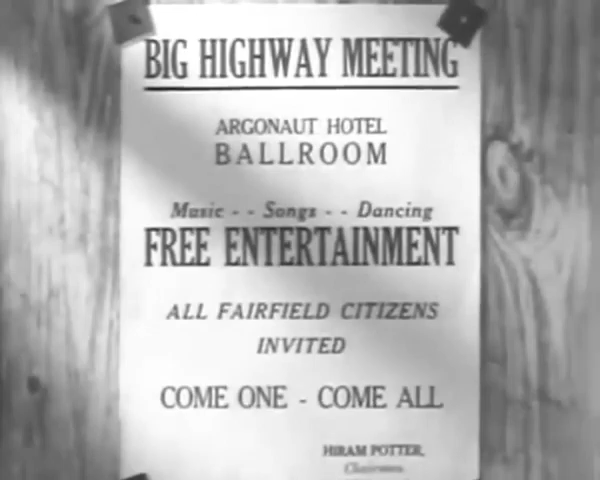 BIG HIGHWAY MEETING
ARGONAUT HOTEL
BALLROOM
Music - - Songs - - Dancing
FREE ENTERTAINMENT
ALL FAIRFIELD CITIZENS
INVITED
COME ONE - COME ALL
HIRAM POTTER,
Chairman.